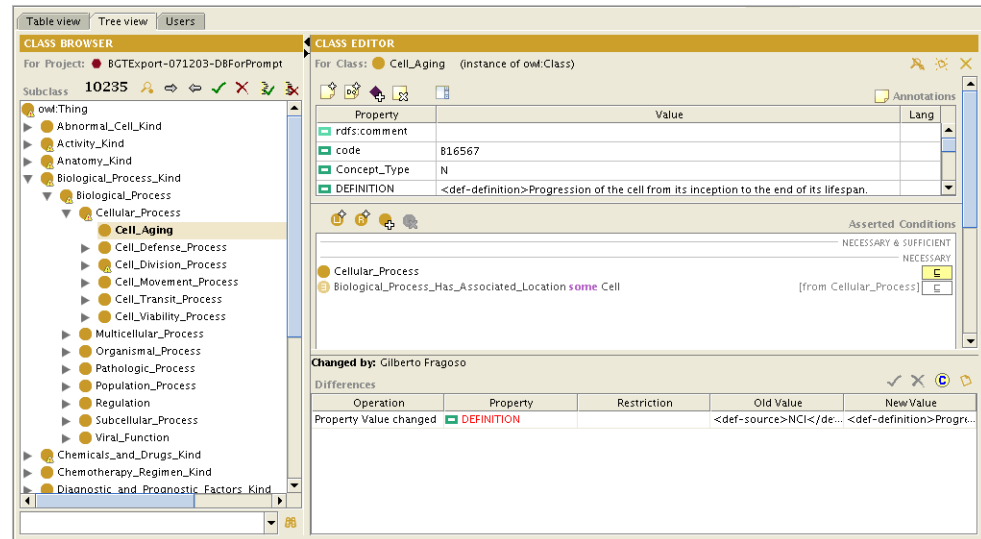 Table view Tree view Users
CLASS BROWSER
For Project: BGTExport-071203-DBForPrompt
Subclass 10235
owl:Thing
Abnormal_Cell_Kind
Activity_Kind
Anatomy_Kind
Biological_Process_Kind
Biological_Process
Cellular_Process
Cell_Aging
Cell_Defense_Process
Cell_Division_Process
Cell_Movement_Process
Cell_Transit_Process
Cell_Viability_Process
Multicellular_Process
Organismal_Process
Pathologic_Process
Population_Process
Regulation
Subcellular_Process
Viral_Function
Chemicals_and_Drugs_Kind
Chemotherapy_Regimen_Kind
Diagnostic_and_Prognostic_Factors_Kind
CLASS EDITOR
For Class: Cell_Aging (instance of owl:Class)
Annotations
Property Value Lang
rdfs:comment
code B16567
Concept_Type N
DEFINITION <def-definition>Progression of the cell from its inception to the end of its lifespan.
Asserted Conditions
NECESSARY & SUFFICIENT
NECESSARY
Cellular_Process ⊑
Biological_Process_Has_Associated_Location some Cell [from Cellular_Process] ⊑
Changed by: Gilberto Fragoso
Differences
Operation Property Restriction Old Value New Value
Property Value changed DEFINITION <def-source>NCI</de... <def-definition>Progre...